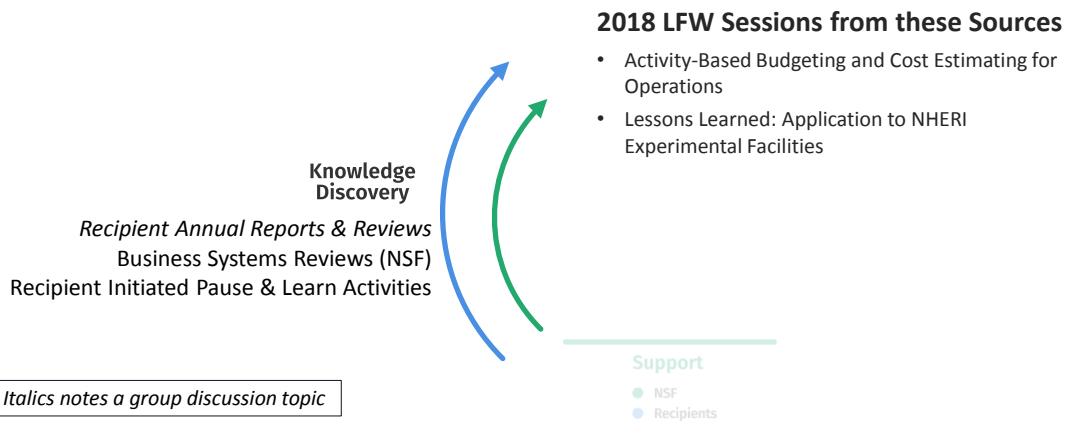 2018 LFW Sessions from these Sources
• Activity-Based Budgeting and Cost Estimating for
Operations
• Lessons Learned: Application to NHERI
Experimental Facilities
Knowledge
Discovery
Recipient Annual Reports & Reviews
Business Systems Reviews (NSF)
Recipient Initiated Pause & Learn Activities
Support
NSF
Recipients
Italics notes a group discussion topic